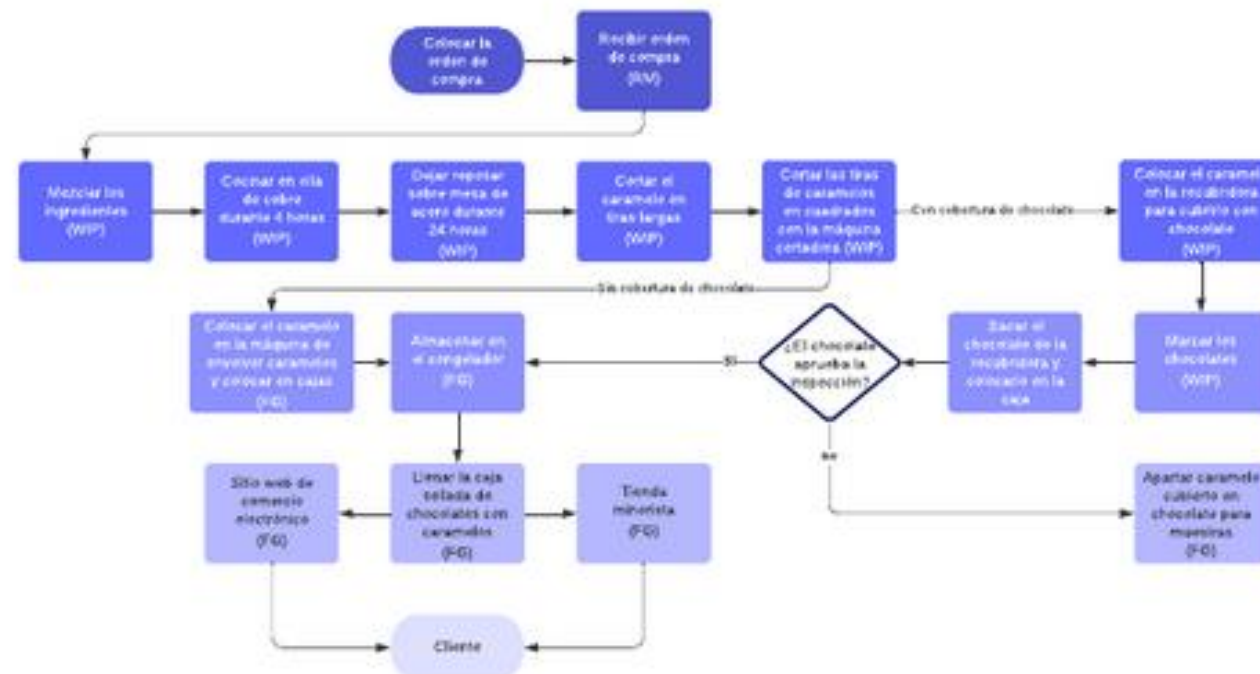 Colocar la
orden de
compra
Recibir orden
de compra
(RM)
Mezclar los
ingredientes
(WIP)
Cocinar en olla
de cobre
durante 4 horas
(WIP)
Dejar reposar
sobre mesa de
acero durante
24 horas
(WIP)
Cortar el
caramelo en
tiras largas
(WIP)
Cortar las tiras
de caramelos
en cuadrados
con la máquina
cortadora (WIP)
Con cobertura de chocolate
Colocar el caramelo
en la recubridora
para cubrirlo con
chocolate
(WIP)
Sin cobertura de chocolate
Colocar el caramelo
en la máquina de
envolver caramelos
y colocar en cajas
(FG)
Almacenar en
el congelador
(FG)
Sí
¿El chocolate
aprueba la
inspección?
Sacar el
chocolate de la
recubridora y
colocarlo en la
caja
Marcar los
chocolates
(WIP)
No
Sitio web de
comercio
electrónico
(FG)
Llenar la caja
sellada de
chocolates con
caramelos
(FG)
Tienda
minorista
(FG)
Apartar caramelo
cubierto en
chocolate para
muestras
(FG)
Cliente